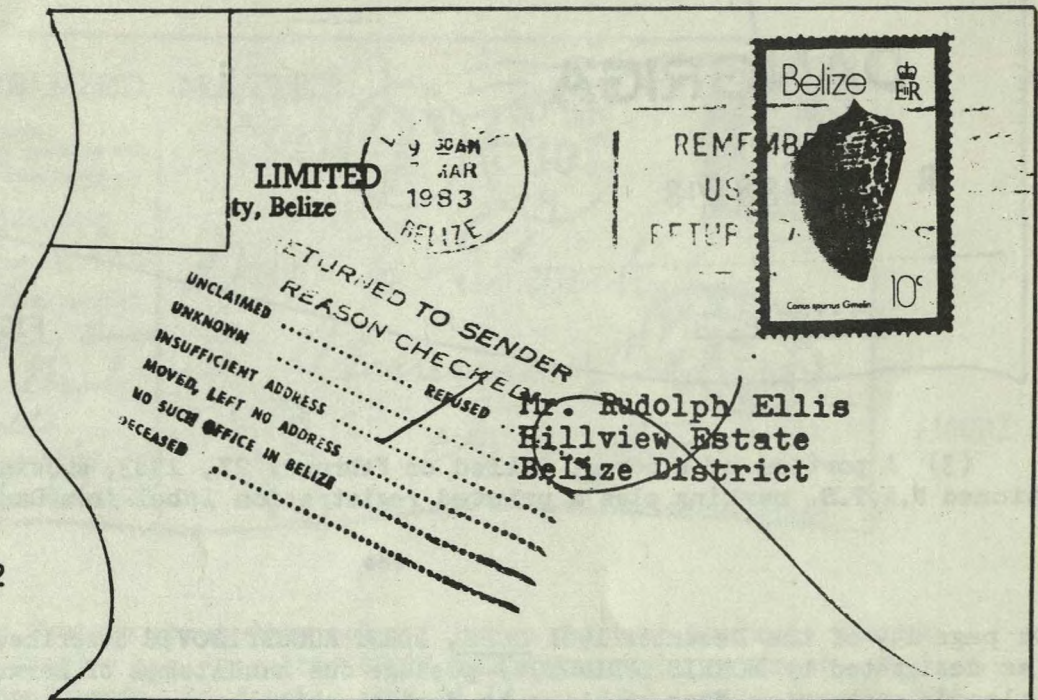 LIMITED
ty, Belize
9 30AM
MAR
1983
BELIZE
REMEMBE
US
RETUR
Belize
E R
Conus spurius Gmelin
10c
ETURNED TO SENDER
REASON CHECKED
UNCLAIMED
REFUSED
UNKNOWN
INSUFFICIENT ADDRESS
MOVED, LEFT NO ADDRESS
NO SUCH OFFICE IN BELIZE
DECEASED
Mr. Rudolph Ellis
Hillview Estate
Belize District